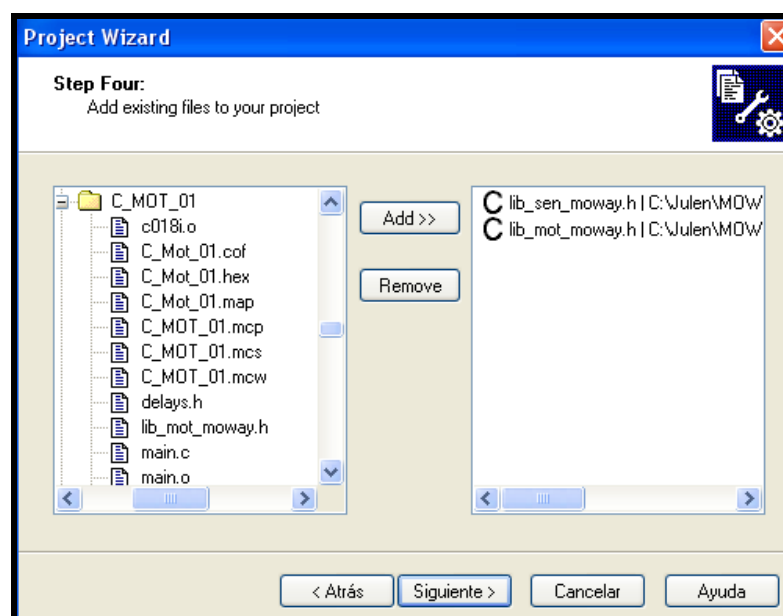 Project Wizard
Step Four:
Add existing files to your project
C_MOT_01
c018i.o
C_Mot_01.cof
C_Mot_01.hex
C_Mot_01.map
C_MOT_01.mcp
C_MOT_01.mcs
C_MOT_01.mcw
delays.h
lib_mot_moway.h
main.c
main.o
Add >>
Remove
C lib_sen_moway.h | C:\Julen\MOW
C lib_mot_moway.h | C:\Julen\MOW
< Atrás
Siguiente >
Cancelar
Ayuda